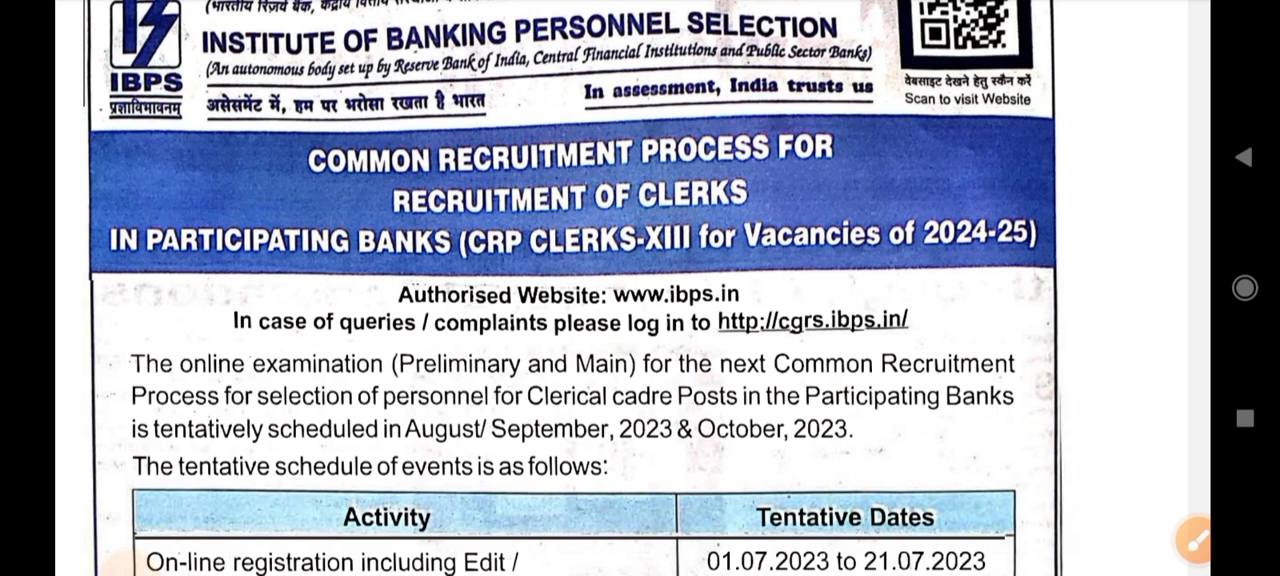 (भारतीय रिज़र्व बैंक, केंद्रीय वित्तीय
INSTITUTE OF BANKING PERSONNEL SELECTION
(An autonomous body set up by Reserve Bank of India, Central Financial Institutions and Public Sector Banks)
IBPS
प्रज्ञाविभावनम्
असेसमेंट में, हम पर भरोसा रखता है भारत
In assessment, India trusts us
वेबसाइट देखने हेतु स्कैन करें
Scan to visit Website
COMMON RECRUITMENT PROCESS FOR
RECRUITMENT OF CLERKS
IN PARTICIPATING BANKS (CRP CLERKS-XIII for Vacancies of 2024-25)
Authorised Website: www.ibps.in
In case of queries / complaints please log in to http://cgrs.ibps.in/
The online examination (Preliminary and Main) for the next Common Recruitment
Process for selection of personnel for Clerical cadre Posts in the Participating Banks
is tentatively scheduled in August/ September, 2023 & October, 2023.
The tentative schedule of events is as follows:
Activity Tentative Dates
On-line registration including Edit / 01.07.2023 to 21.07.2023